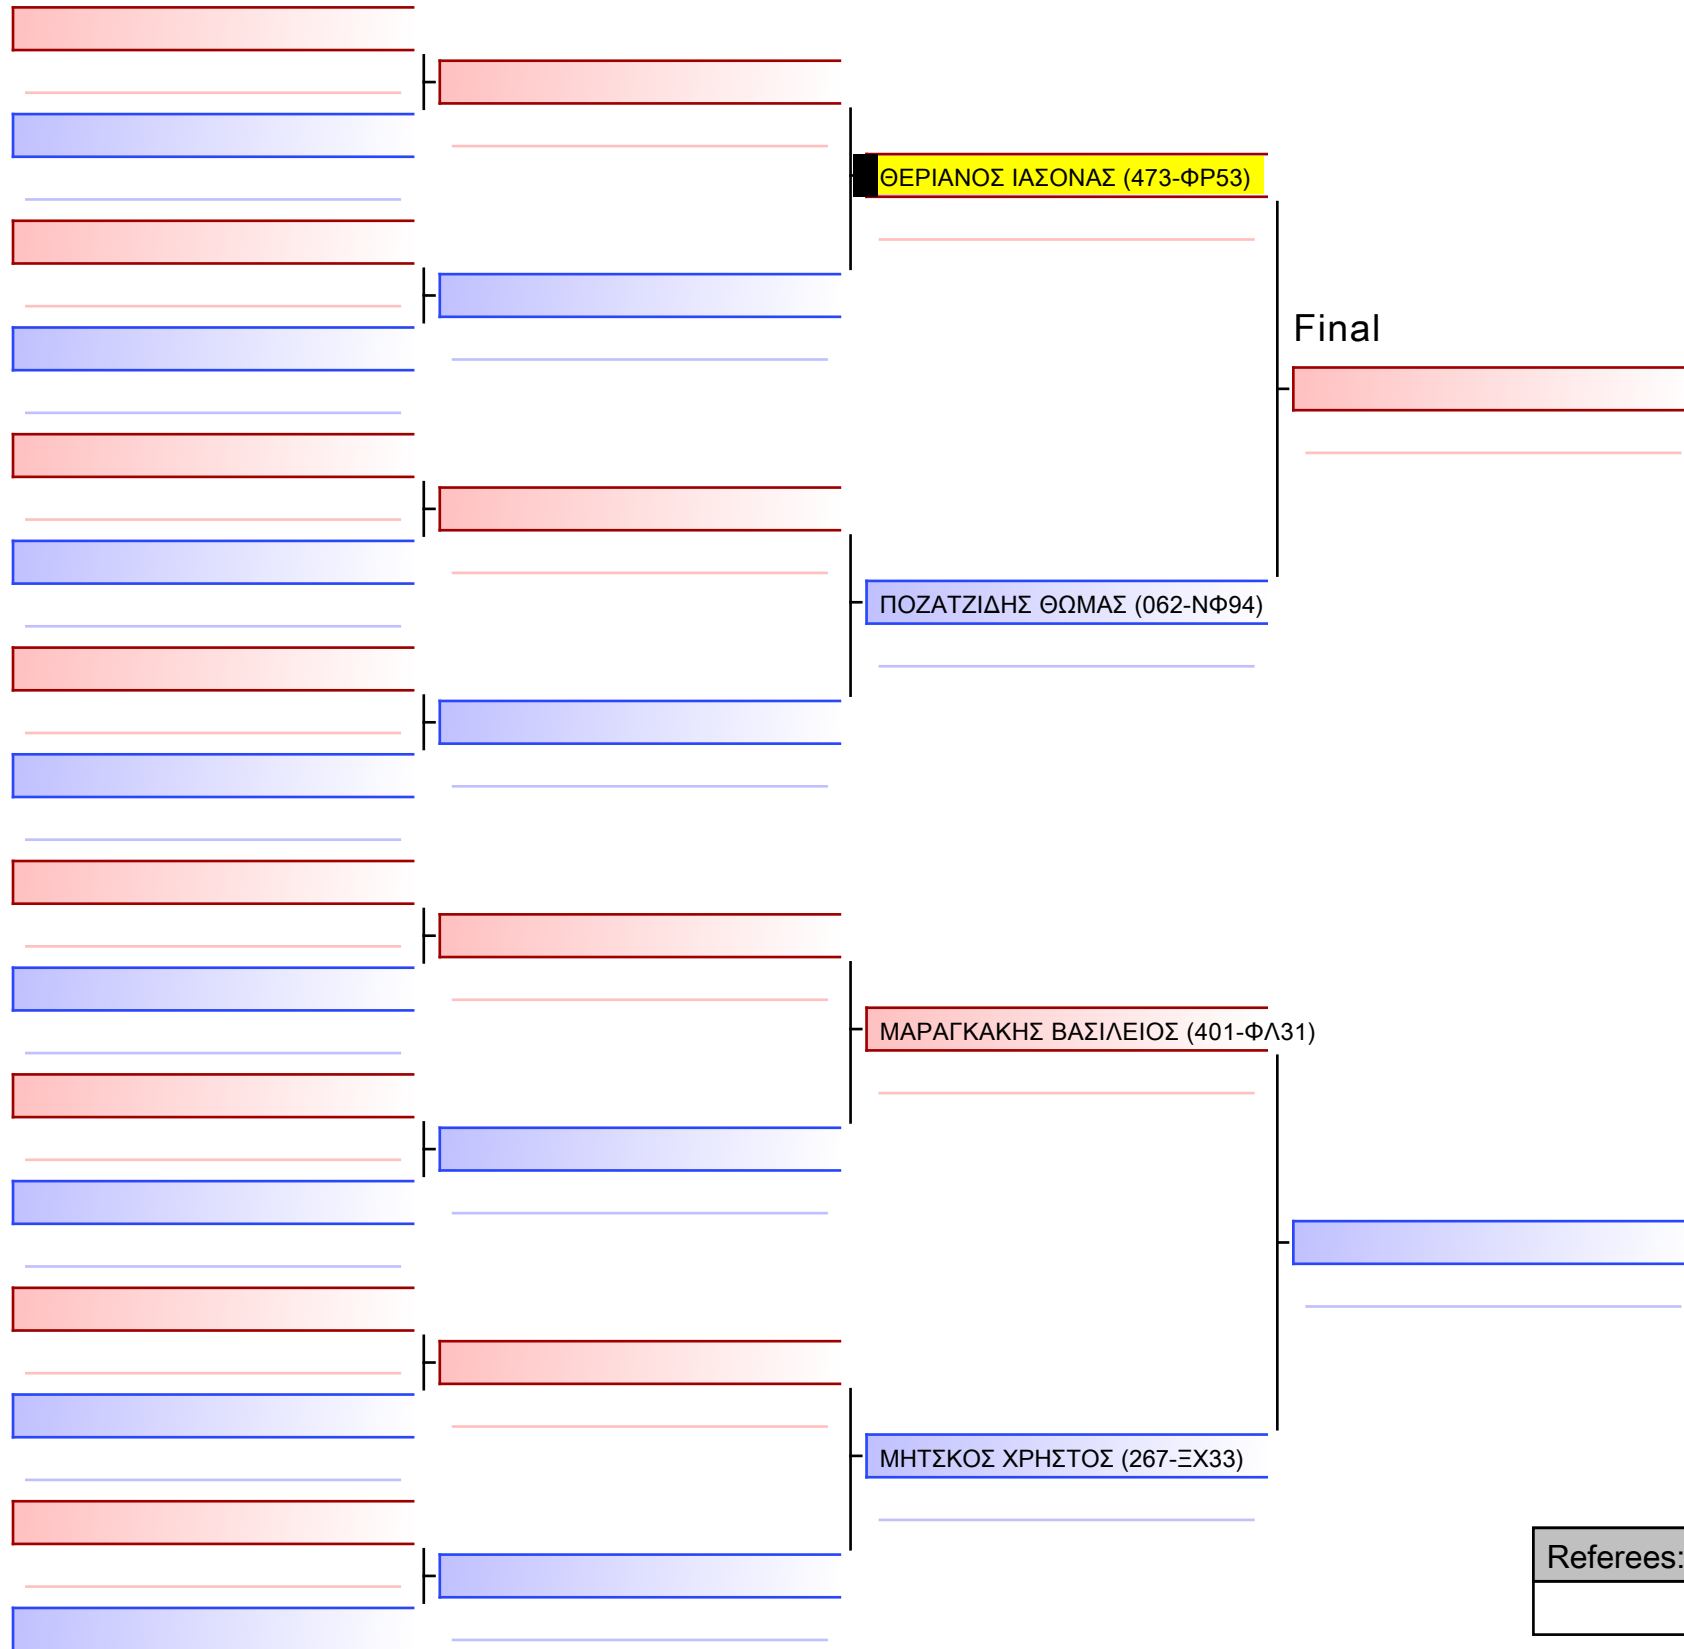 ΘΕΡΙΑΝΟΣ ΙΑΣΟΝΑΣ (473-ΦΡ53)
Final
ΠΟΖΑΤΖΙΔΗΣ ΘΩΜΑΣ (062-ΝΦ94)
ΜΑΡΑΓΚΑΚΗΣ ΒΑΣΙΛΕΙΟΣ (401-ΦΛ31)
ΜΗΤΣΚΟΣ ΧΡΗΣΤΟΣ (267-ΞΧ33)
Referees: